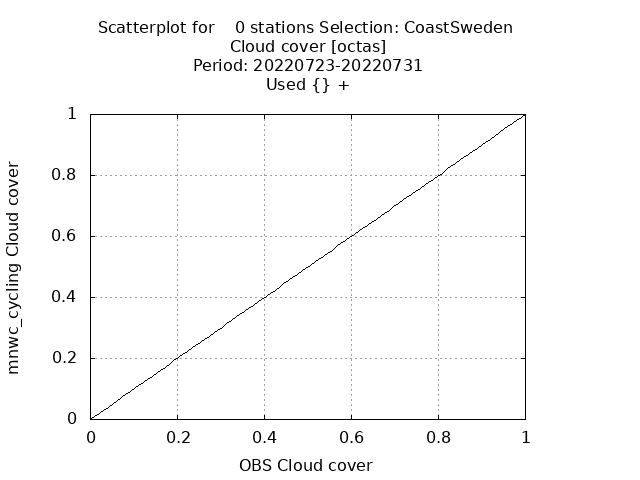 Scatterplot for    0 stations Selection: CoastSweden
Cloud cover [octas]
Period: 20220723-20220731
Used {} +
mnwc_cycling Cloud cover
1
0.8
0.6
0.4
0.2
0
0 0.2 0.4 0.6 0.8 1
OBS Cloud cover